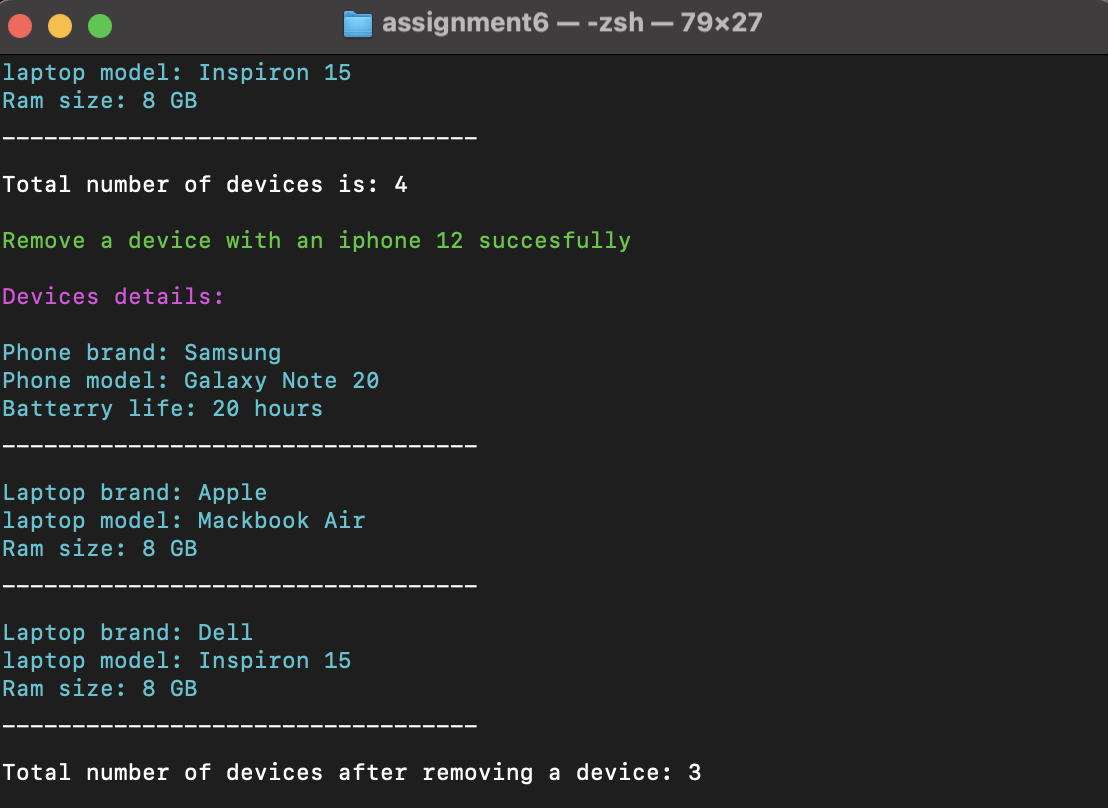 assignment6 — -zsh — 79×27
laptop model: Inspiron 15
Ram size: 8 GB
----------------------------------
Total number of devices is: 4
Remove a device with an iphone 12 succesfully
Devices details:
Phone brand: Samsung
Phone model: Galaxy Note 20
Batterry life: 20 hours
----------------------------------
Laptop brand: Apple
laptop model: Mackbook Air
Ram size: 8 GB
----------------------------------
Laptop brand: Dell
laptop model: Inspiron 15
Ram size: 8 GB
----------------------------------
Total number of devices after removing a device: 3